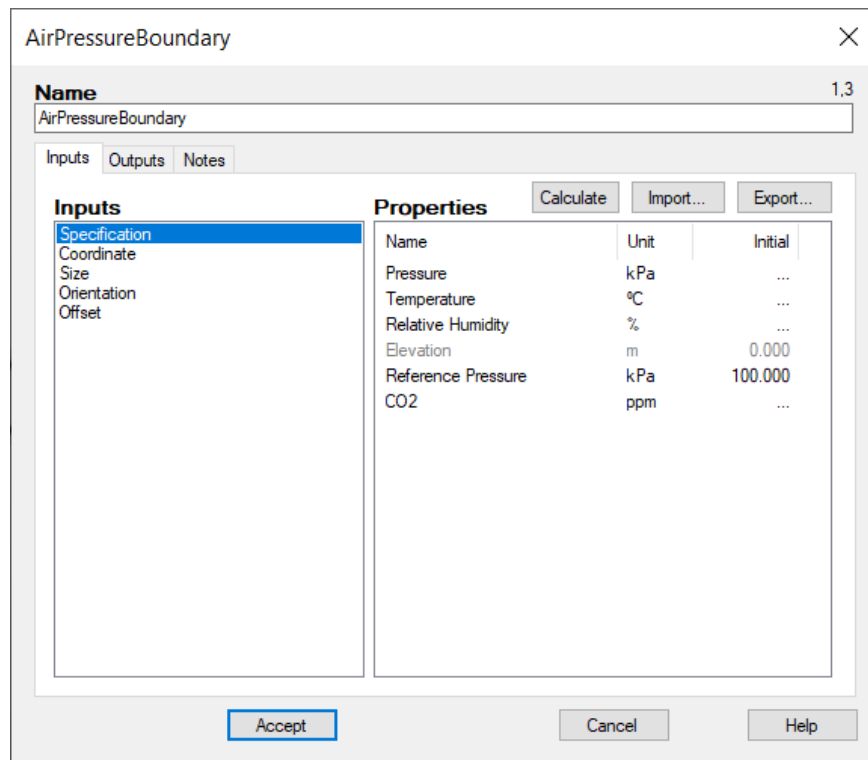 AirPressureBoundary
Name 1,3
AirPressureBoundary
Inputs Outputs Notes
Inputs
Specification
Coordinate
Size
Orientation
Offset
Properties Calculate Import... Export...
Name Unit Initial
Pressure kPa ...
Temperature ºC ...
Relative Humidity % ...
Elevation m 0.000
Reference Pressure kPa 100.000
CO2 ppm ...
Accept Cancel Help